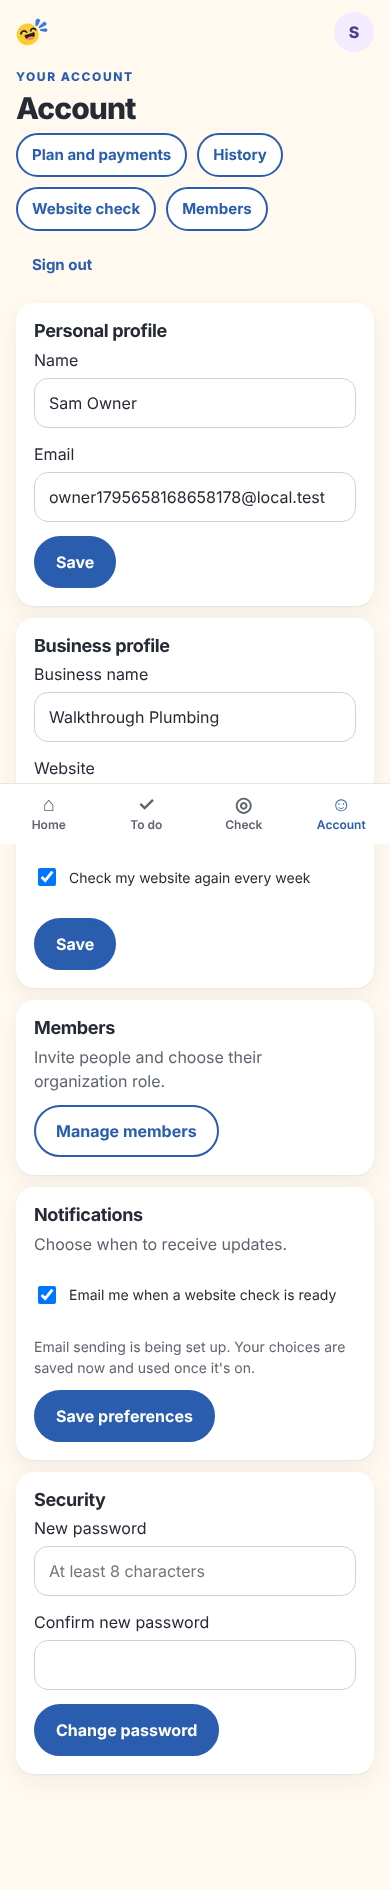 S
YOUR ACCOUNT
Account
Plan and payments
History
Website check
Members
Sign out
Personal profile
Name
Sam Owner
Email
owner1795658168658178@local.test
Save
Business profile
Business name
Walkthrough Plumbing
Website
Home
To do
Check
Account
Check my website again every week
Save
Members
Invite people and choose their
organization role.
Manage members
Notifications
Choose when to receive updates.
Email me when a website check is ready
Email sending is being set up. Your choices are
saved now and used once it's on.
Save preferences
Security
New password
At least 8 characters
Confirm new password
Change password